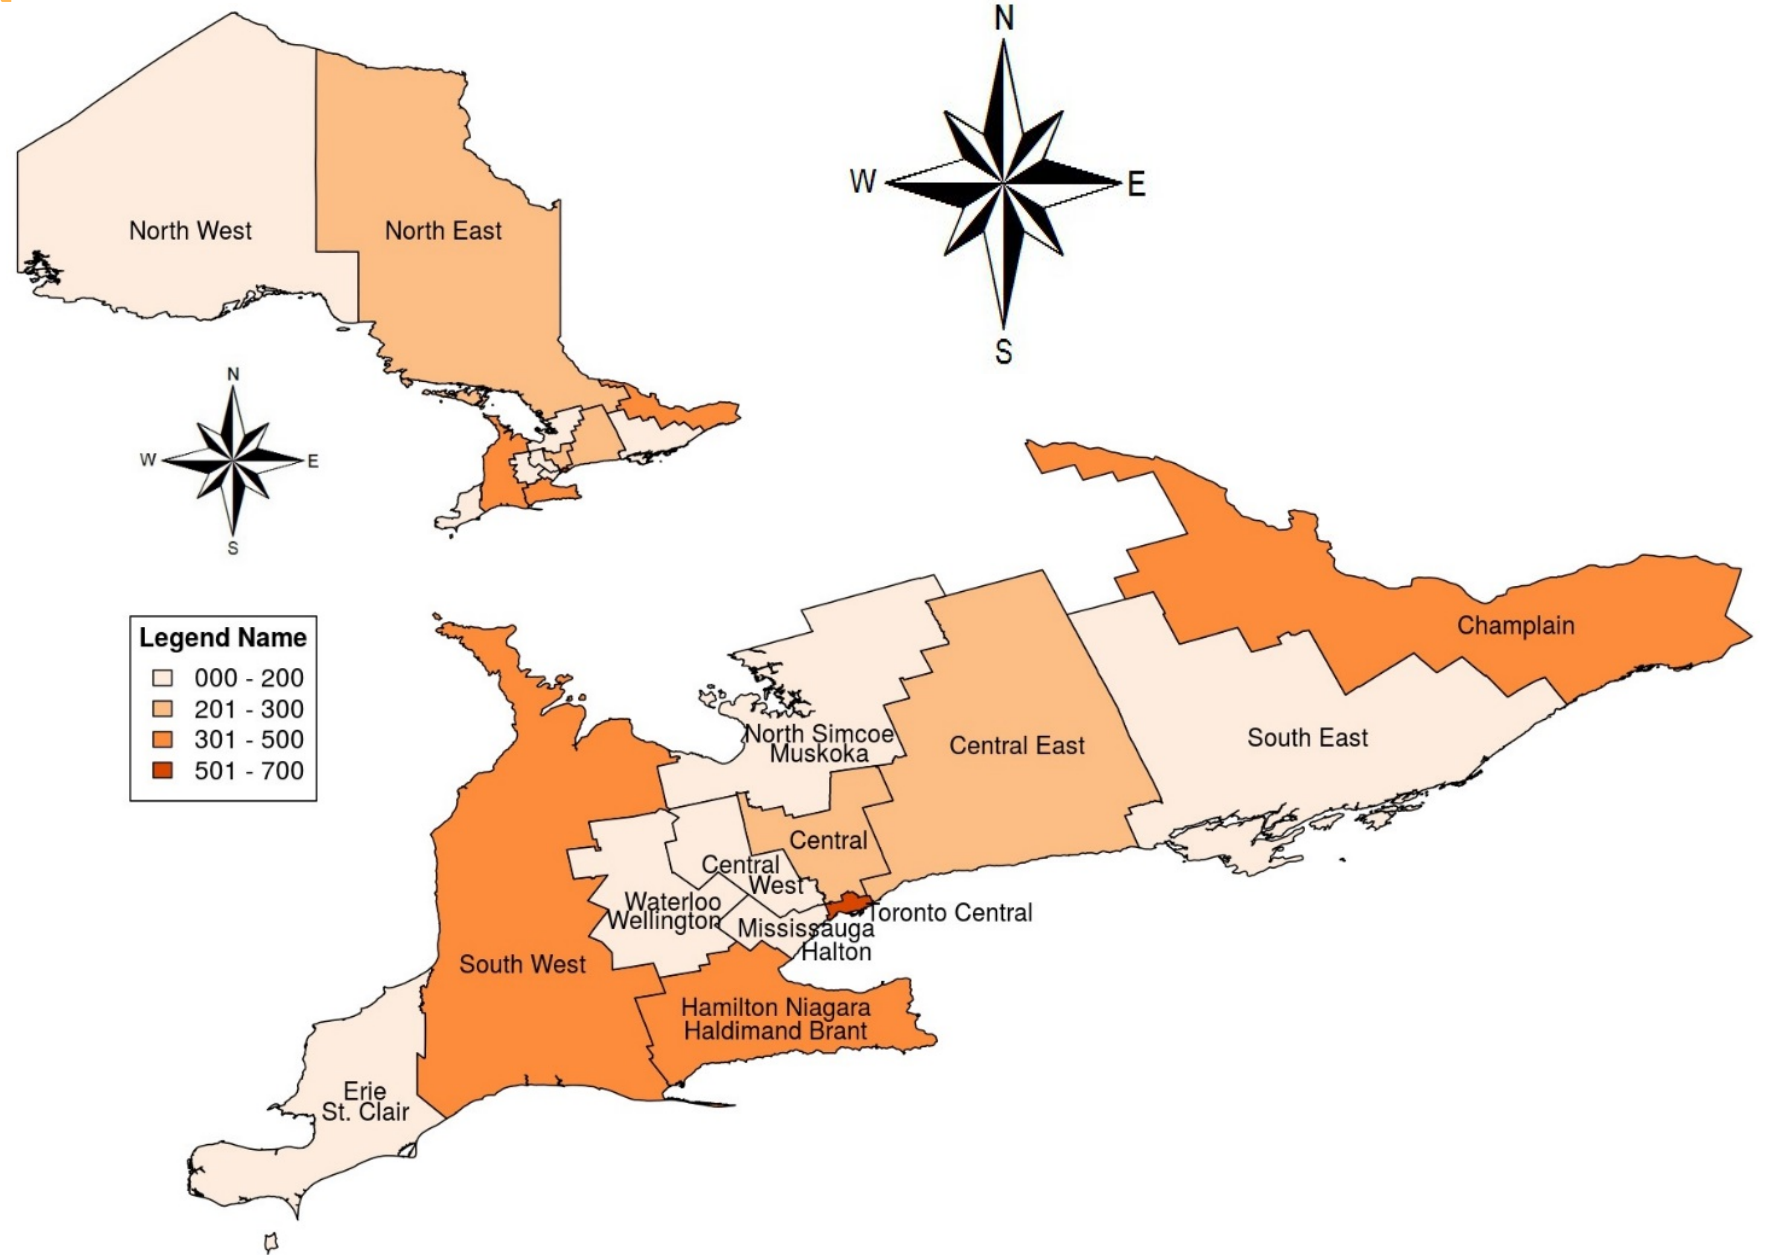 N
W
E
S
North West
North East
N
W
E
S
Legend Name
000 - 200
201 - 300
301 - 500
501 - 700
Champlain
North Simcoe
Muskoka
Central East
South East
Central
Central
West
Waterloo
Wellington
Toronto Central
Mississauga
Halton
South West
Hamilton Niagara
Haldimand Brant
Erie
St. Clair